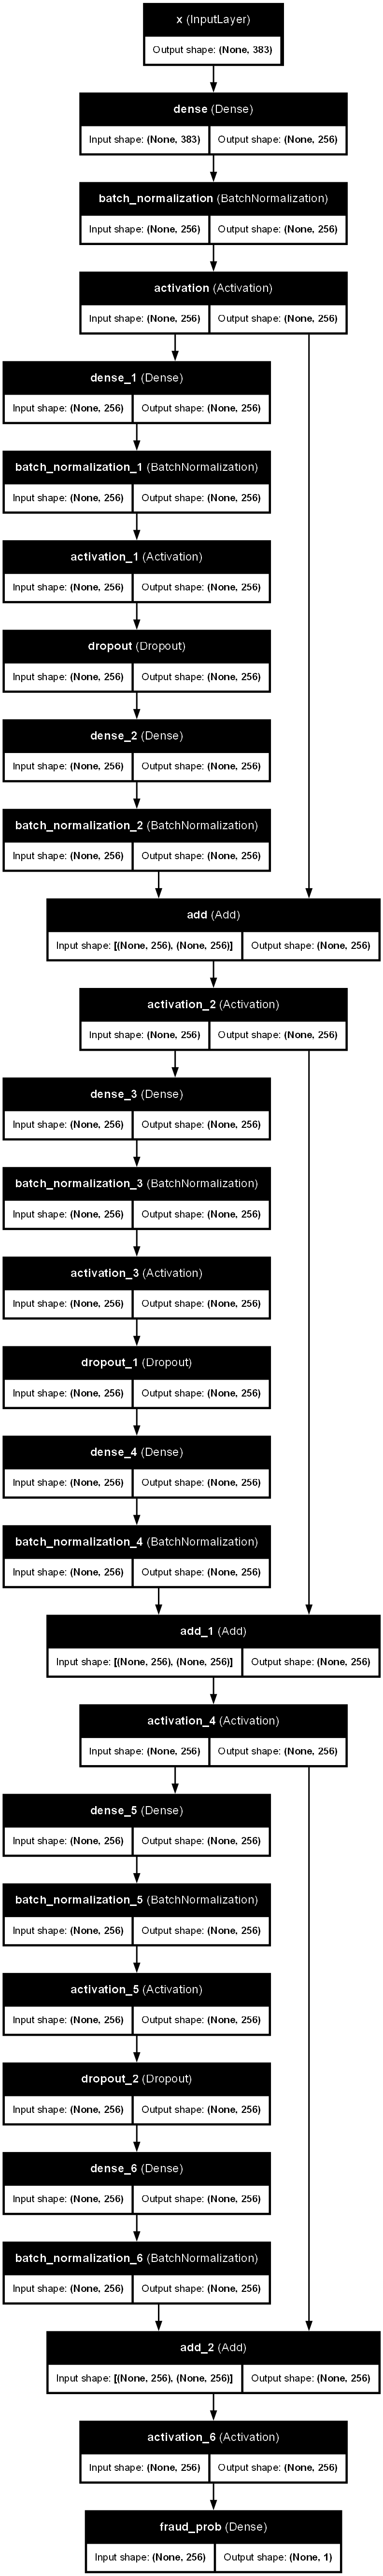 x (InputLayer)
Output shape: (None, 383)
dense (Dense)
Input shape: (None, 383) Output shape: (None, 256)
batch_normalization (BatchNormalization)
Input shape: (None, 256) Output shape: (None, 256)
activation (Activation)
Input shape: (None, 256) Output shape: (None, 256)
dense_1 (Dense)
Input shape: (None, 256) Output shape: (None, 256)
batch_normalization_1 (BatchNormalization)
Input shape: (None, 256) Output shape: (None, 256)
activation_1 (Activation)
Input shape: (None, 256) Output shape: (None, 256)
dropout (Dropout)
Input shape: (None, 256) Output shape: (None, 256)
dense_2 (Dense)
Input shape: (None, 256) Output shape: (None, 256)
batch_normalization_2 (BatchNormalization)
Input shape: (None, 256) Output shape: (None, 256)
add (Add)
Input shape: [(None, 256), (None, 256)] Output shape: (None, 256)
activation_2 (Activation)
Input shape: (None, 256) Output shape: (None, 256)
dense_3 (Dense)
Input shape: (None, 256) Output shape: (None, 256)
batch_normalization_3 (BatchNormalization)
Input shape: (None, 256) Output shape: (None, 256)
activation_3 (Activation)
Input shape: (None, 256) Output shape: (None, 256)
dropout_1 (Dropout)
Input shape: (None, 256) Output shape: (None, 256)
dense_4 (Dense)
Input shape: (None, 256) Output shape: (None, 256)
batch_normalization_4 (BatchNormalization)
Input shape: (None, 256) Output shape: (None, 256)
add_1 (Add)
Input shape: [(None, 256), (None, 256)] Output shape: (None, 256)
activation_4 (Activation)
Input shape: (None, 256) Output shape: (None, 256)
dense_5 (Dense)
Input shape: (None, 256) Output shape: (None, 256)
batch_normalization_5 (BatchNormalization)
Input shape: (None, 256) Output shape: (None, 256)
activation_5 (Activation)
Input shape: (None, 256) Output shape: (None, 256)
dropout_2 (Dropout)
Input shape: (None, 256) Output shape: (None, 256)
dense_6 (Dense)
Input shape: (None, 256) Output shape: (None, 256)
batch_normalization_6 (BatchNormalization)
Input shape: (None, 256) Output shape: (None, 256)
add_2 (Add)
Input shape: [(None, 256), (None, 256)] Output shape: (None, 256)
activation_6 (Activation)
Input shape: (None, 256) Output shape: (None, 256)
fraud_prob (Dense)
Input shape: (None, 256) Output shape: (None, 1)